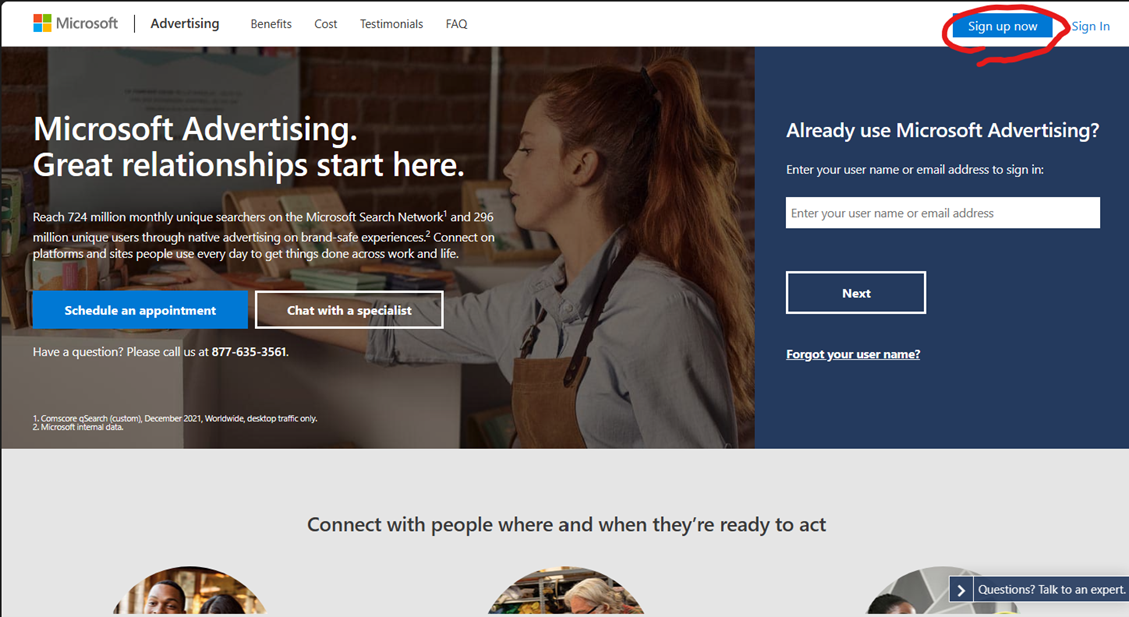 Microsoft | Advertising Benefits Cost Testimonials FAQ Sign up now Sign In
Microsoft Advertising.
Great relationships start here.
Reach 724 million monthly unique searchers on the Microsoft Search Network1 and 296
million unique users through native advertising on brand-safe experiences.2 Connect on
platforms and sites people use every day to get things done across work and life.
Schedule an appointment
Chat with a specialist
Have a question? Please call us at 877-635-3561.
1. Comscore qSearch (custom), December 2021, Worldwide, desktop traffic only.
2. Microsoft internal data.
Already use Microsoft Advertising?
Enter your user name or email address to sign in:
Enter your user name or email address
Next
Forgot your user name?
Connect with people where and when they’re ready to act
Questions? Talk to an expert.